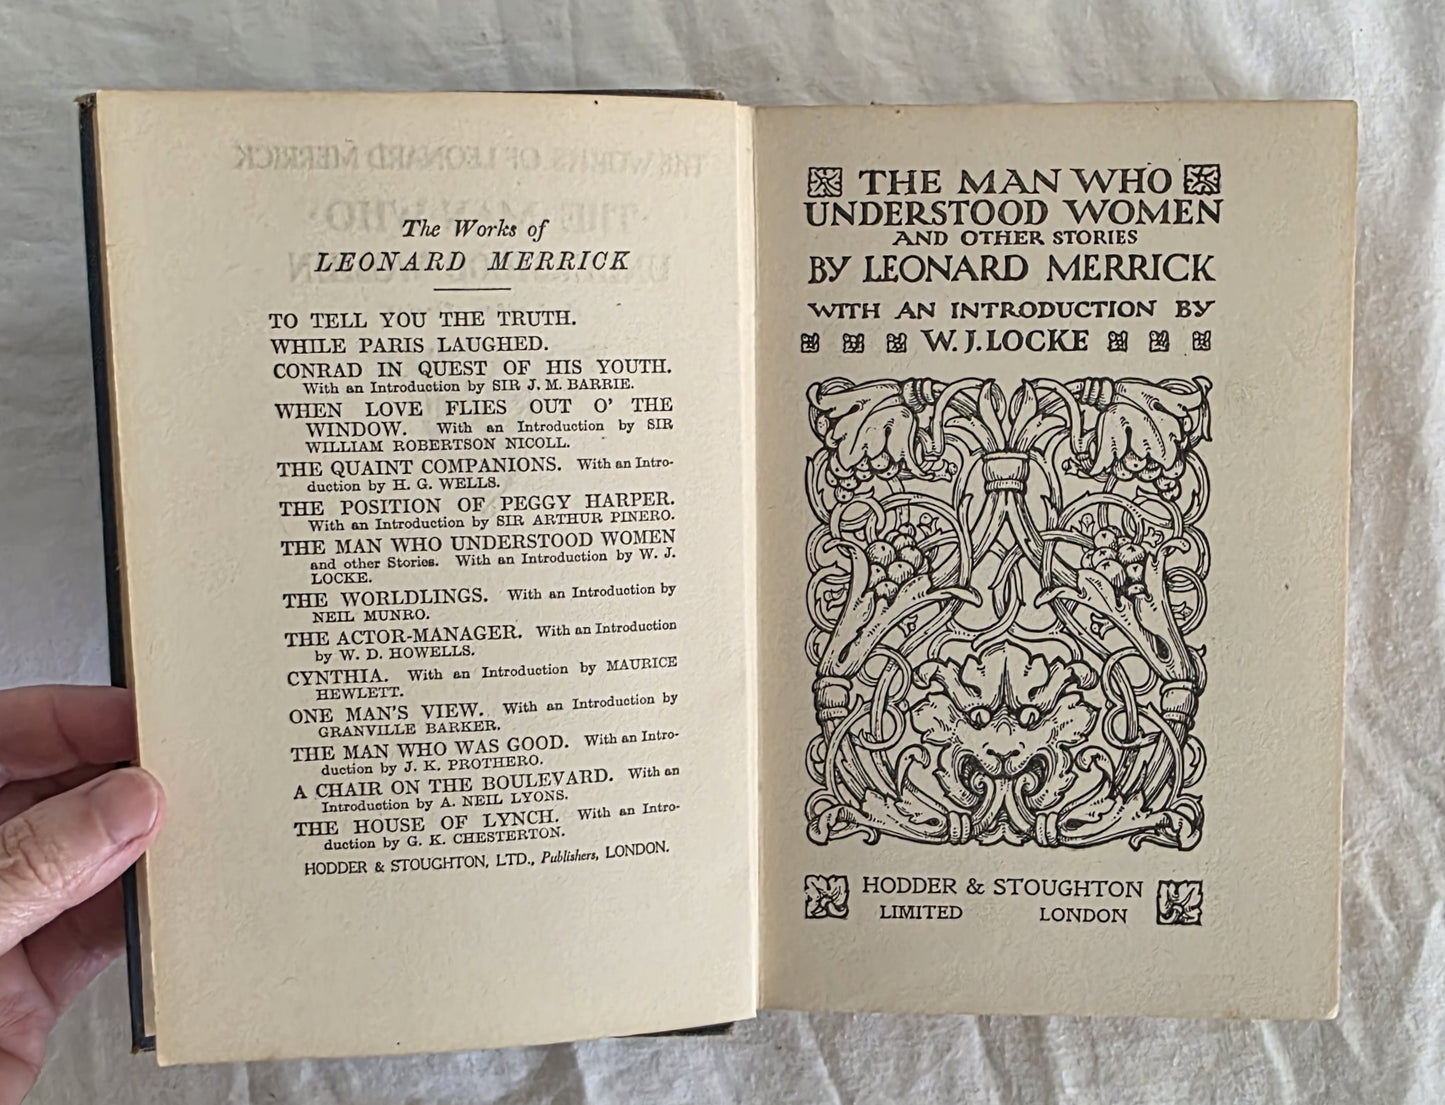 The Works of
LEONARD MERRICK
TO TELL YOU THE TRUTH.
WHILE PARIS LAUGHED.
CONRAD IN QUEST OF HIS YOUTH.
With an Introduction by SIR J. M. BARRIE.
WHEN LOVE FLIES OUT O' THE
WINDOW. With an Introduction by SIR
WILLIAM ROBERTSON NICOLL.
THE QUAINT COMPANIONS. With an Intro-
duction by H. G. WELLS.
THE POSITION OF PEGGY HARPER.
With an Introduction by SIR ARTHUR PINERO.
THE MAN WHO UNDERSTOOD WOMEN
and other Stories. With an Introduction by W. J.
LOCKE.
THE WORLDLINGS. With an Introduction by
NEIL MUNRO.
THE ACTOR-MANAGER. With an Introduction
by W. D. HOWELLS.
CYNTHIA. With an Introduction by MAURICE
HEWLETT.
ONE MAN'S VIEW. With an Introduction by
GRANVILLE BARKER.
THE MAN WHO WAS GOOD. With an Intro-
duction by J. K. PROTHERO.
A CHAIR ON THE BOULEVARD. With an
Introduction by A. NEIL LYONS.
THE HOUSE OF LYNCH. With an Intro-
duction by G. K. CHESTERTON.
HODDER & STOUGHTON, LTD., Publishers, LONDON.
THE MAN WHO
UNDERSTOOD WOMEN
AND OTHER STORIES
BY LEONARD MERRICK
WITH AN INTRODUCTION BY
W. J. LOCKE
HODDER & STOUGHTON
LIMITED LONDON